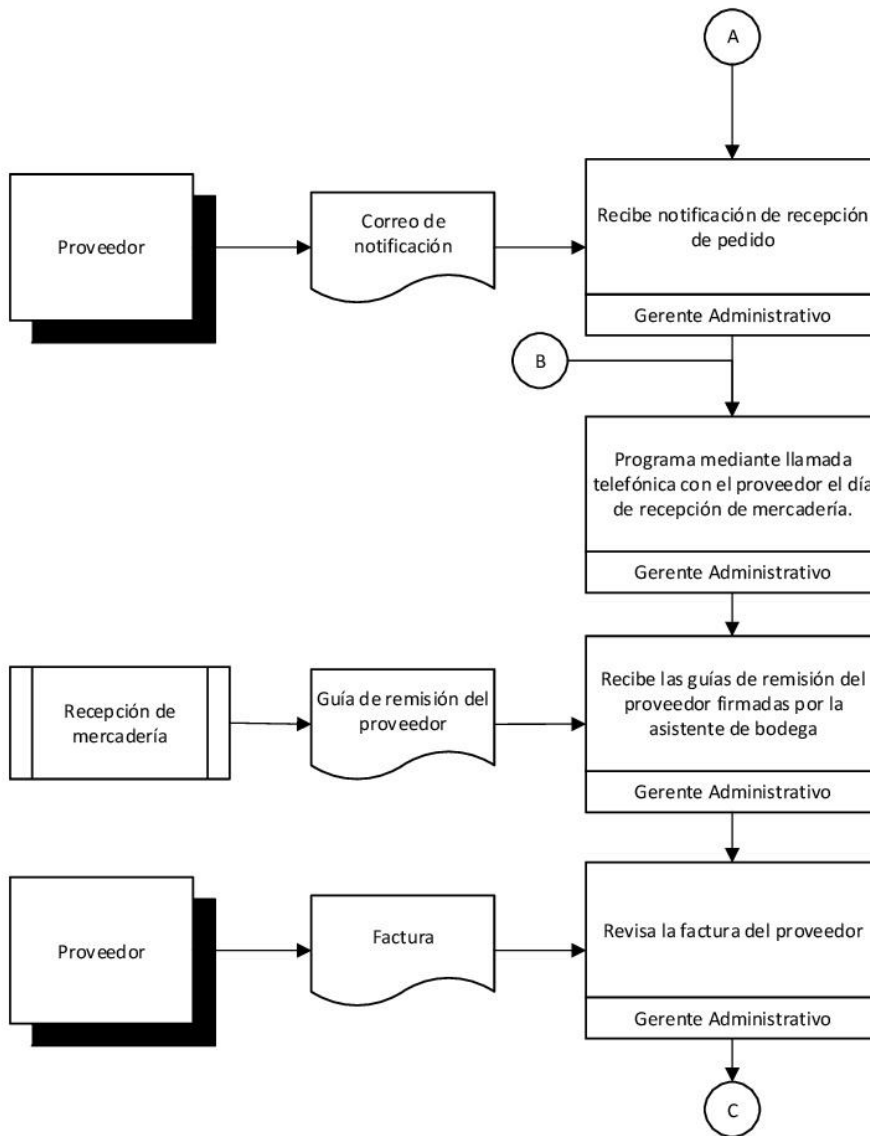 A
Proveedor
Correo de
notificación
Recibe notificación de recepción
de pedido
Gerente Administrativo
B
Programa mediante llamada
telefónica con el proveedor el día
de recepción de mercadería.
Gerente Administrativo
Recepción de
mercadería
Guía de remisión del
proveedor
Recibe las guías de remisión del
proveedor firmadas por la
asistente de bodega
Gerente Administrativo
Proveedor
Factura
Revisa la factura del proveedor
Gerente Administrativo
C